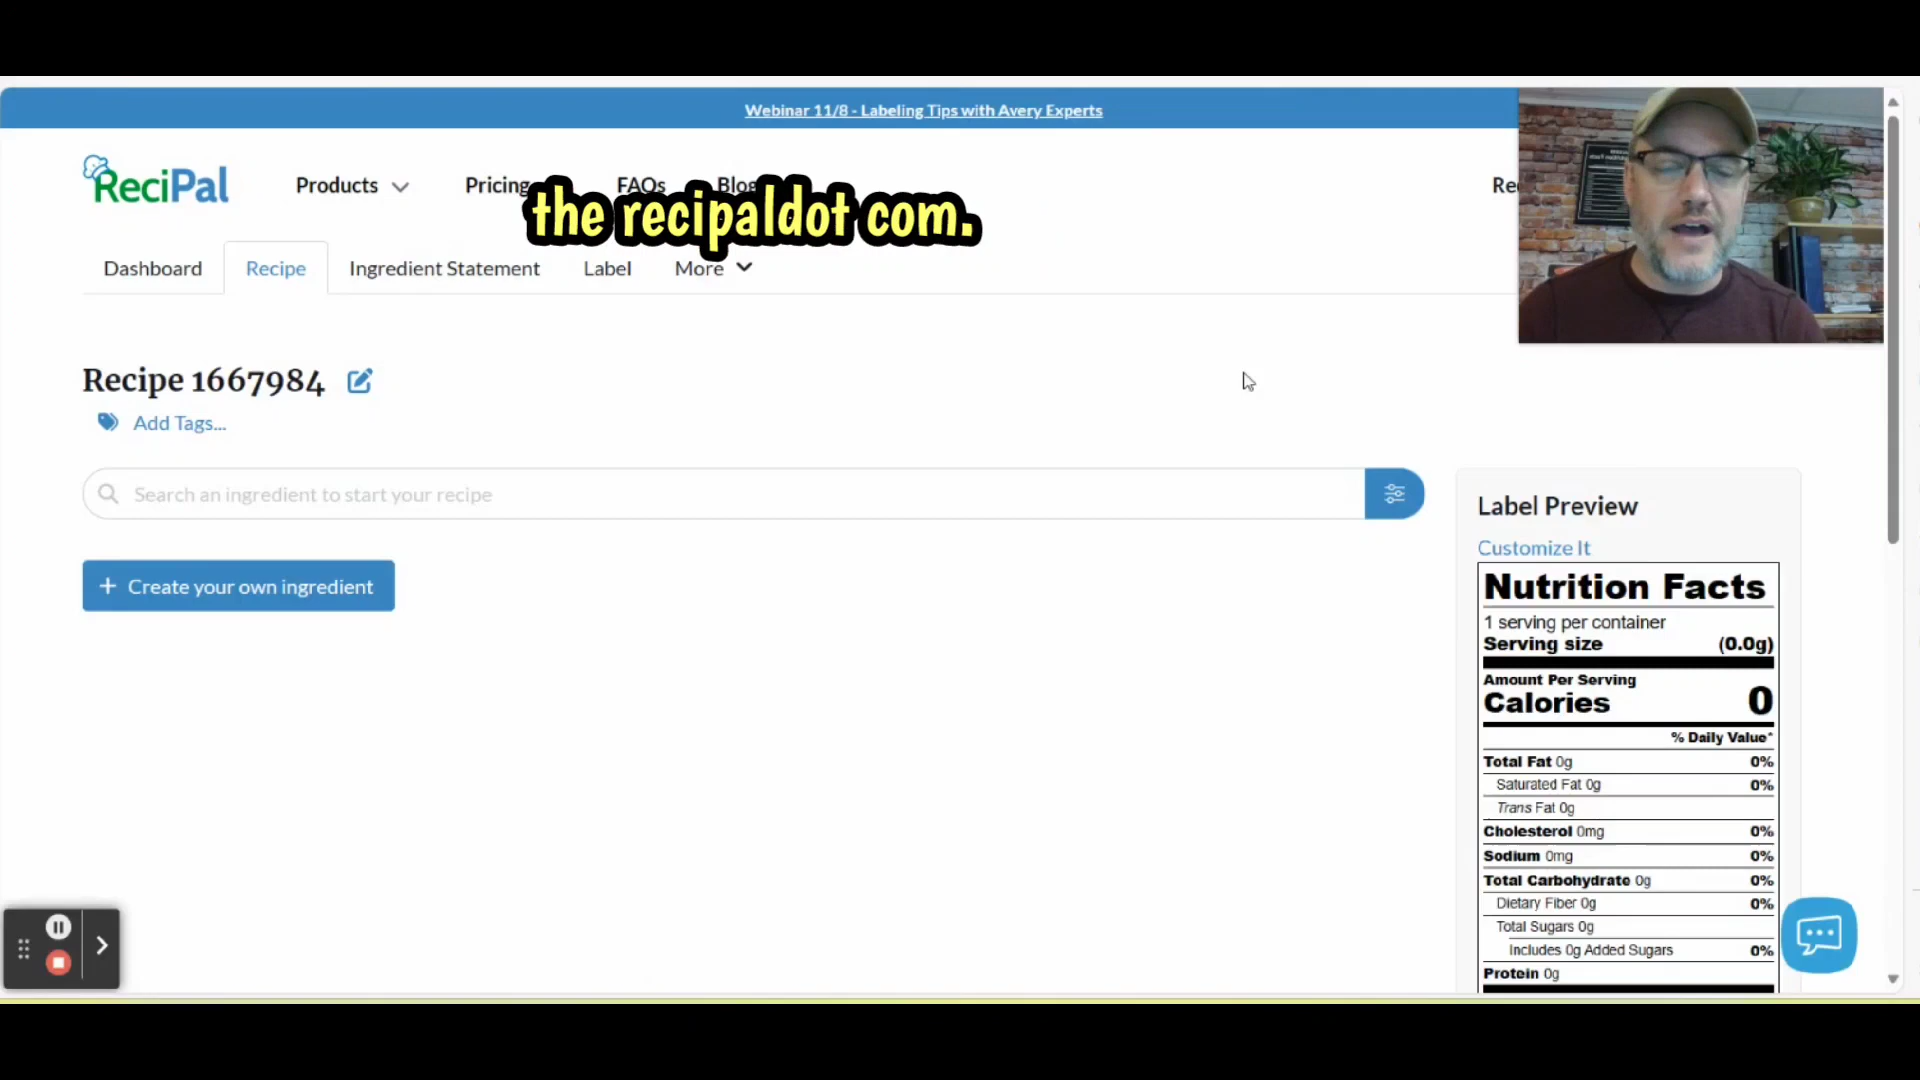 Webinar 11/8 - Labeling Tips with Avery Experts
ReciPal
Products
Pricing
FAQs
Blog
the recipaldot com.
Dashboard
Recipe
Ingredient Statement
Label
More
Recipe 1667984
Add Tags...
Search an ingredient to start your recipe
+ Create your own ingredient
Label Preview
Customize It
Nutrition Facts
1 serving per container
Serving size (0.0g)
Amount Per Serving
Calories 0
% Daily Value*
Total Fat 0g 0%
Saturated Fat 0g 0%
Trans Fat 0g
Cholesterol 0mg 0%
Sodium 0mg 0%
Total Carbohydrate 0g 0%
Dietary Fiber 0g 0%
Total Sugars 0g
Includes 0g Added Sugars 0%
Protein 0g